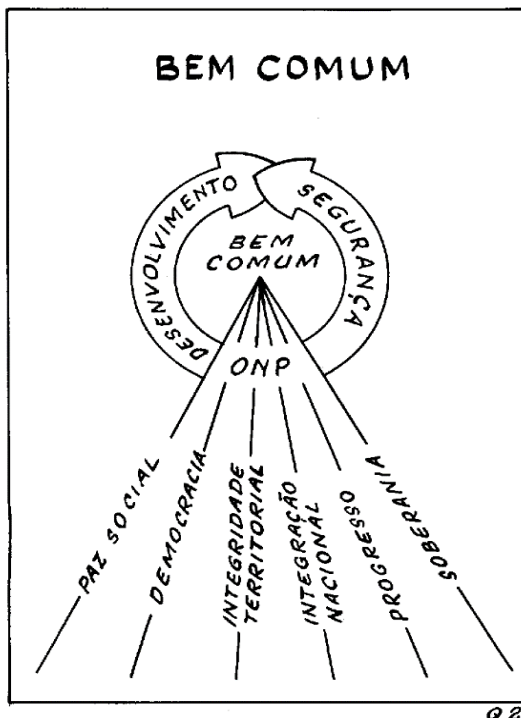 BEM COMUM
DESENVOLVIMENTO
SEGURANÇA
BEM
COMUM
ONP
PAZ SOCIAL
DEMOCRACIA
INTEGRIDADE
TERRITORIAL
INTEGRAÇÃO
NACIONAL
PROGRESSO
SOBERANIA